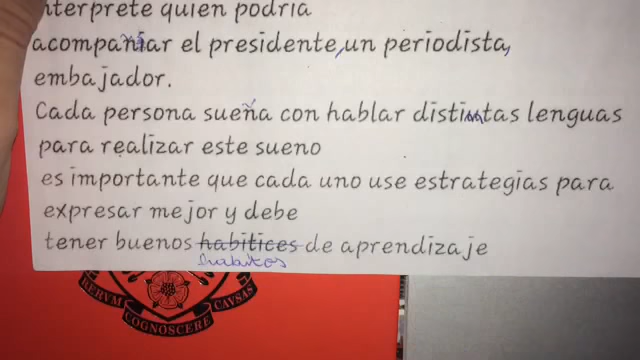 nterprete quien podria
acompañar el presidente, un periodista,
embajador.
Cada persona sueña con hablar distintas lenguas
para realizar este sueno
es importante que cada uno use estrategias para
expresar mejor y debe
tener buenos habitices de aprendizaje
habitos
RERVM COGNOSCERE CAVSAS